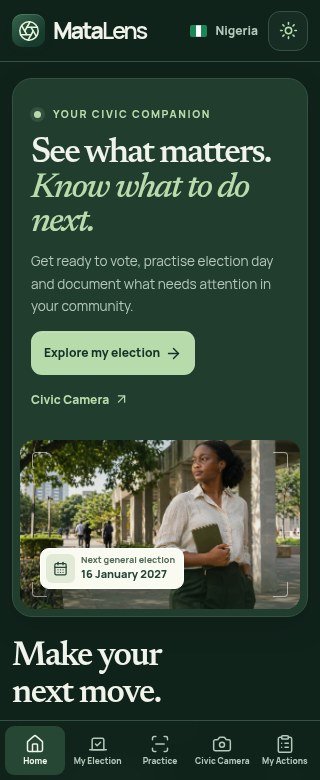 MataLens
Nigeria
YOUR CIVIC COMPANION
See what matters.
Know what to do
next.
Get ready to vote, practise election day
and document what needs attention in
your community.
Explore my election
Civic Camera
Next general election
16 January 2027
Make your
next move.
Home
My Election
Practice
Civic Camera
My Actions